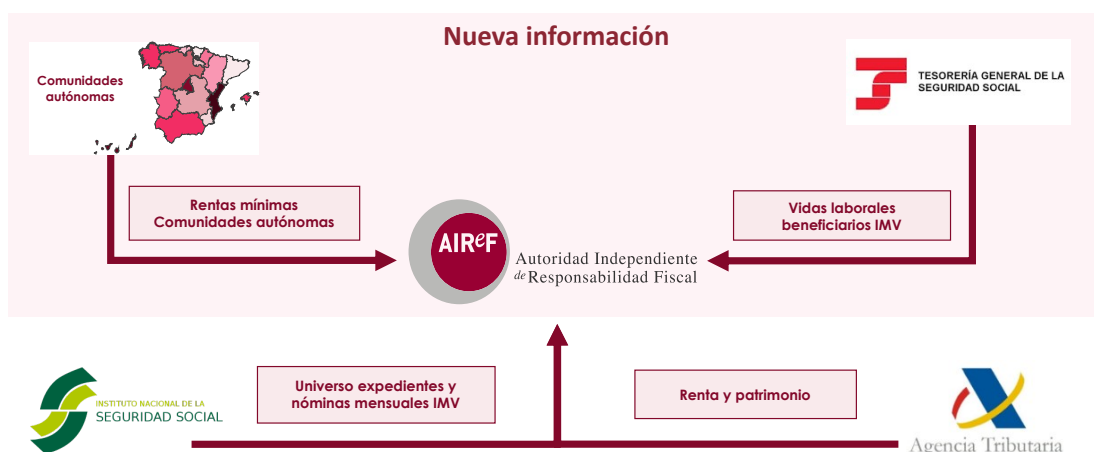 Nueva información
Comunidades
autónomas
TESORERÍA GENERAL DE LA
SEGURIDAD SOCIAL
Rentas mínimas
Comunidades autónomas
Vidas laborales
beneficiarios IMV
AIReF
Autoridad Independiente
de Responsabilidad Fiscal
INSTITUTO NACIONAL DE LA
SEGURIDAD SOCIAL
Universo expedientes y
nóminas mensuales IMV
Renta y patrimonio
Agencia Tributaria